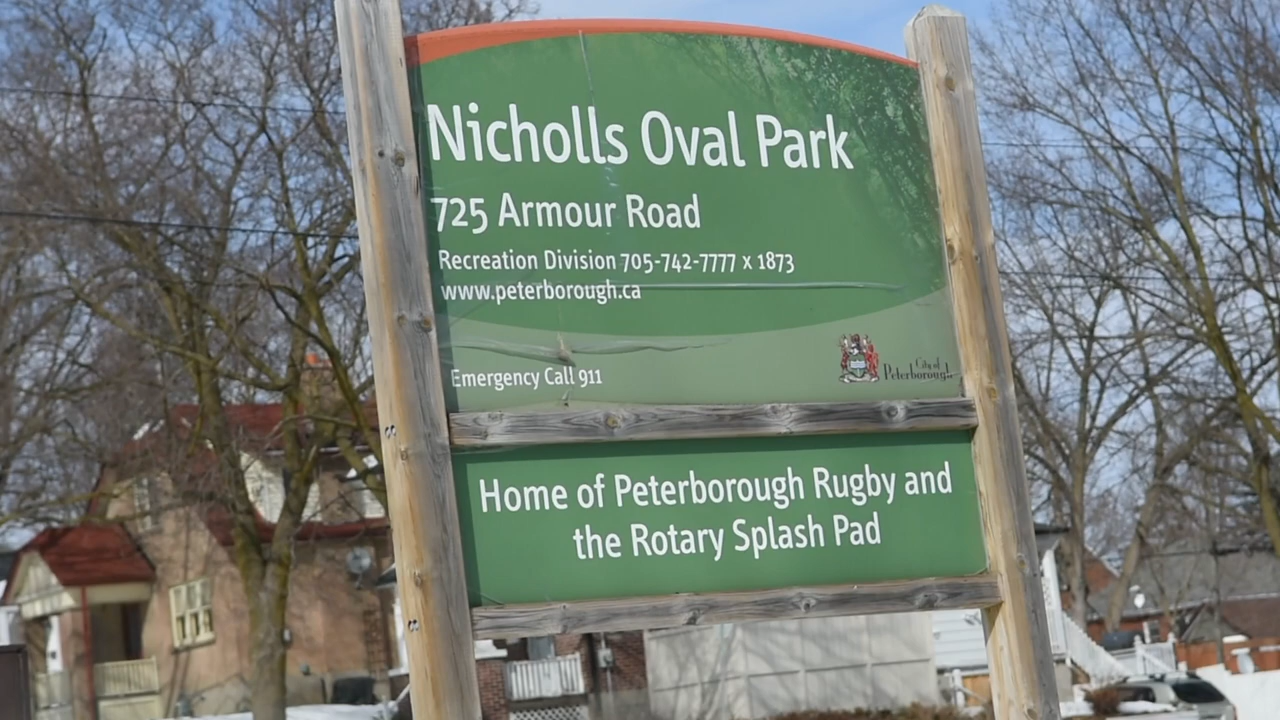 Nicholls Oval Park
725 Armour Road
Recreation Division 705-742-7777 x 1873
www.peterborough.ca
Emergency Call 911
City of
Peterborough
Home of Peterborough Rugby and
the Rotary Splash Pad